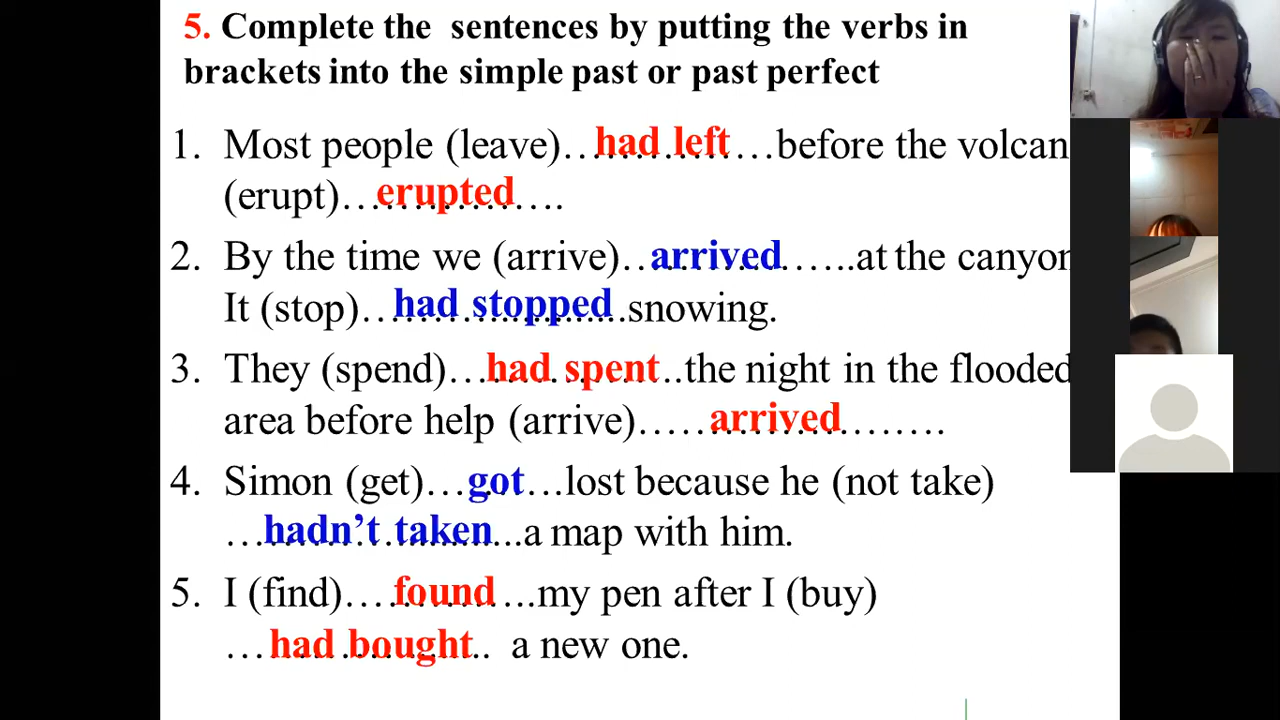 5. Complete the sentences by putting the verbs in
brackets into the simple past or past perfect
1. Most people (leave)…had left…before the volcan
(erupt)…erupted….
2. By the time we (arrive)…arrived…..at the canyon
It (stop)…had stopped….snowing.
3. They (spend)…had spent..the night in the flooded
area before help (arrive)……arrived…….
4. Simon (get)…got…lost because he (not take)
…hadn’t taken...a map with him.
5. I (find)….found…..my pen after I (buy)
…had bought.. a new one.